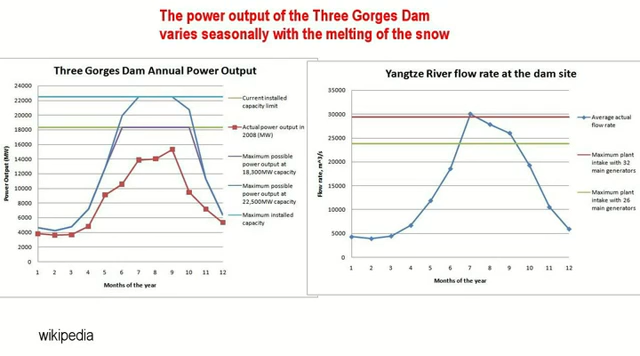 The power output of the Three Gorges Dam
varies seasonally with the melting of the snow
Three Gorges Dam Annual Power Output
24000
22000
20000
18000
16000
14000
12000
10000
8000
6000
4000
2000
0
Power Output (MW)
1 2 3 4 5 6 7 8 9 10 11 12
Months of the year
Current installed
capacity limit
Actual power output in
2008 (MW)
Maximum possible
power output at
18,300MW capacity
Maximum possible
power output at
22,500MW capacity
Maximum installed
capacity
Yangtze River flow rate at the dam site
35000
30000
25000
20000
15000
10000
5000
0
Flow rate, m^3/s
1 2 3 4 5 6 7 8 9 10 11 12
Months of the year
Average actual
flow rate
Maximum plant
intake with 32
main generators
Maximum plant
intake with 26
main generators
wikipedia